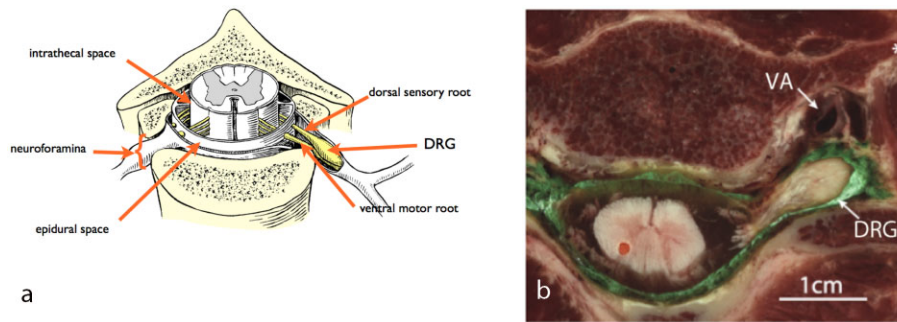 intrathecal space
dorsal sensory root
neuroforamina
DRG
epidural space
ventral motor root
a
VA
*
DRG
b
1cm